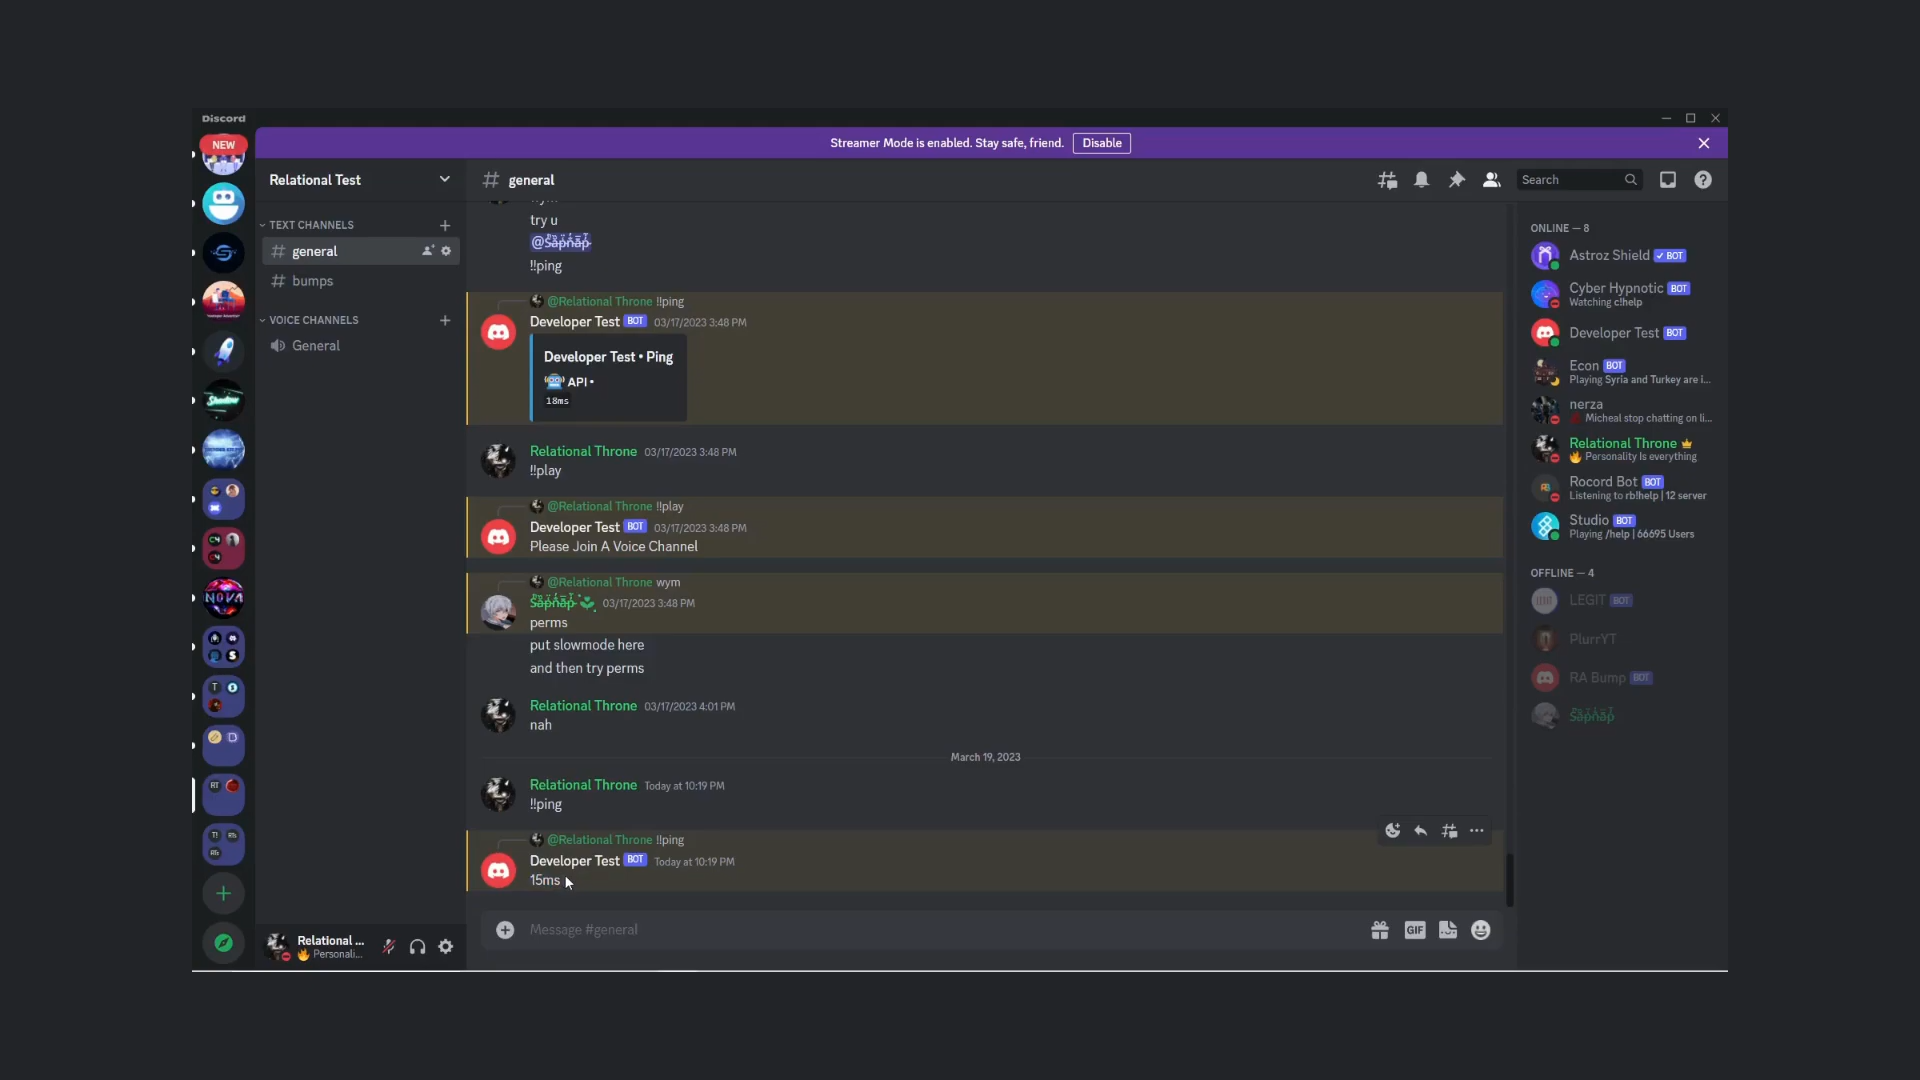 Discord
NEW
Streamer Mode is enabled. Stay safe, friend. Disable
Relational Test
general
Search
TEXT CHANNELS
general
bumps
VOICE CHANNELS
General
try u
@Sapnap
!!ping
@Relational Throne !!ping
Developer Test BOT 03/17/2023 3:48 PM
Developer Test • Ping
API •
18ms
Relational Throne 03/17/2023 3:48 PM
!!play
@Relational Throne !!play
Developer Test BOT 03/17/2023 3:48 PM
Please Join A Voice Channel
@Relational Throne wym
Sapnap 03/17/2023 3:48 PM
perms
put slowmode here
and then try perms
Relational Throne 03/17/2023 4:01 PM
nah
March 19, 2023
Relational Throne Today at 10:19 PM
!!ping
@Relational Throne !!ping
Developer Test BOT Today at 10:19 PM
15ms
Message #general
GIF
ONLINE — 8
Astroz Shield ✓ BOT
Cyber Hypnotic BOT
Watching c!help
Developer Test BOT
Econ BOT
Playing Syria and Turkey are i...
nerza
Micheal stop chatting on li...
Relational Throne
Personality Is everything
Rocord Bot BOT
Listening to rb!help | 12 server
Studio BOT
Playing /help | 66695 Users
OFFLINE — 4
LEGIT BOT
PlurrYT
RA Bump BOT
Sapnap
Shadow
NOVA
Relational ...
Personali...